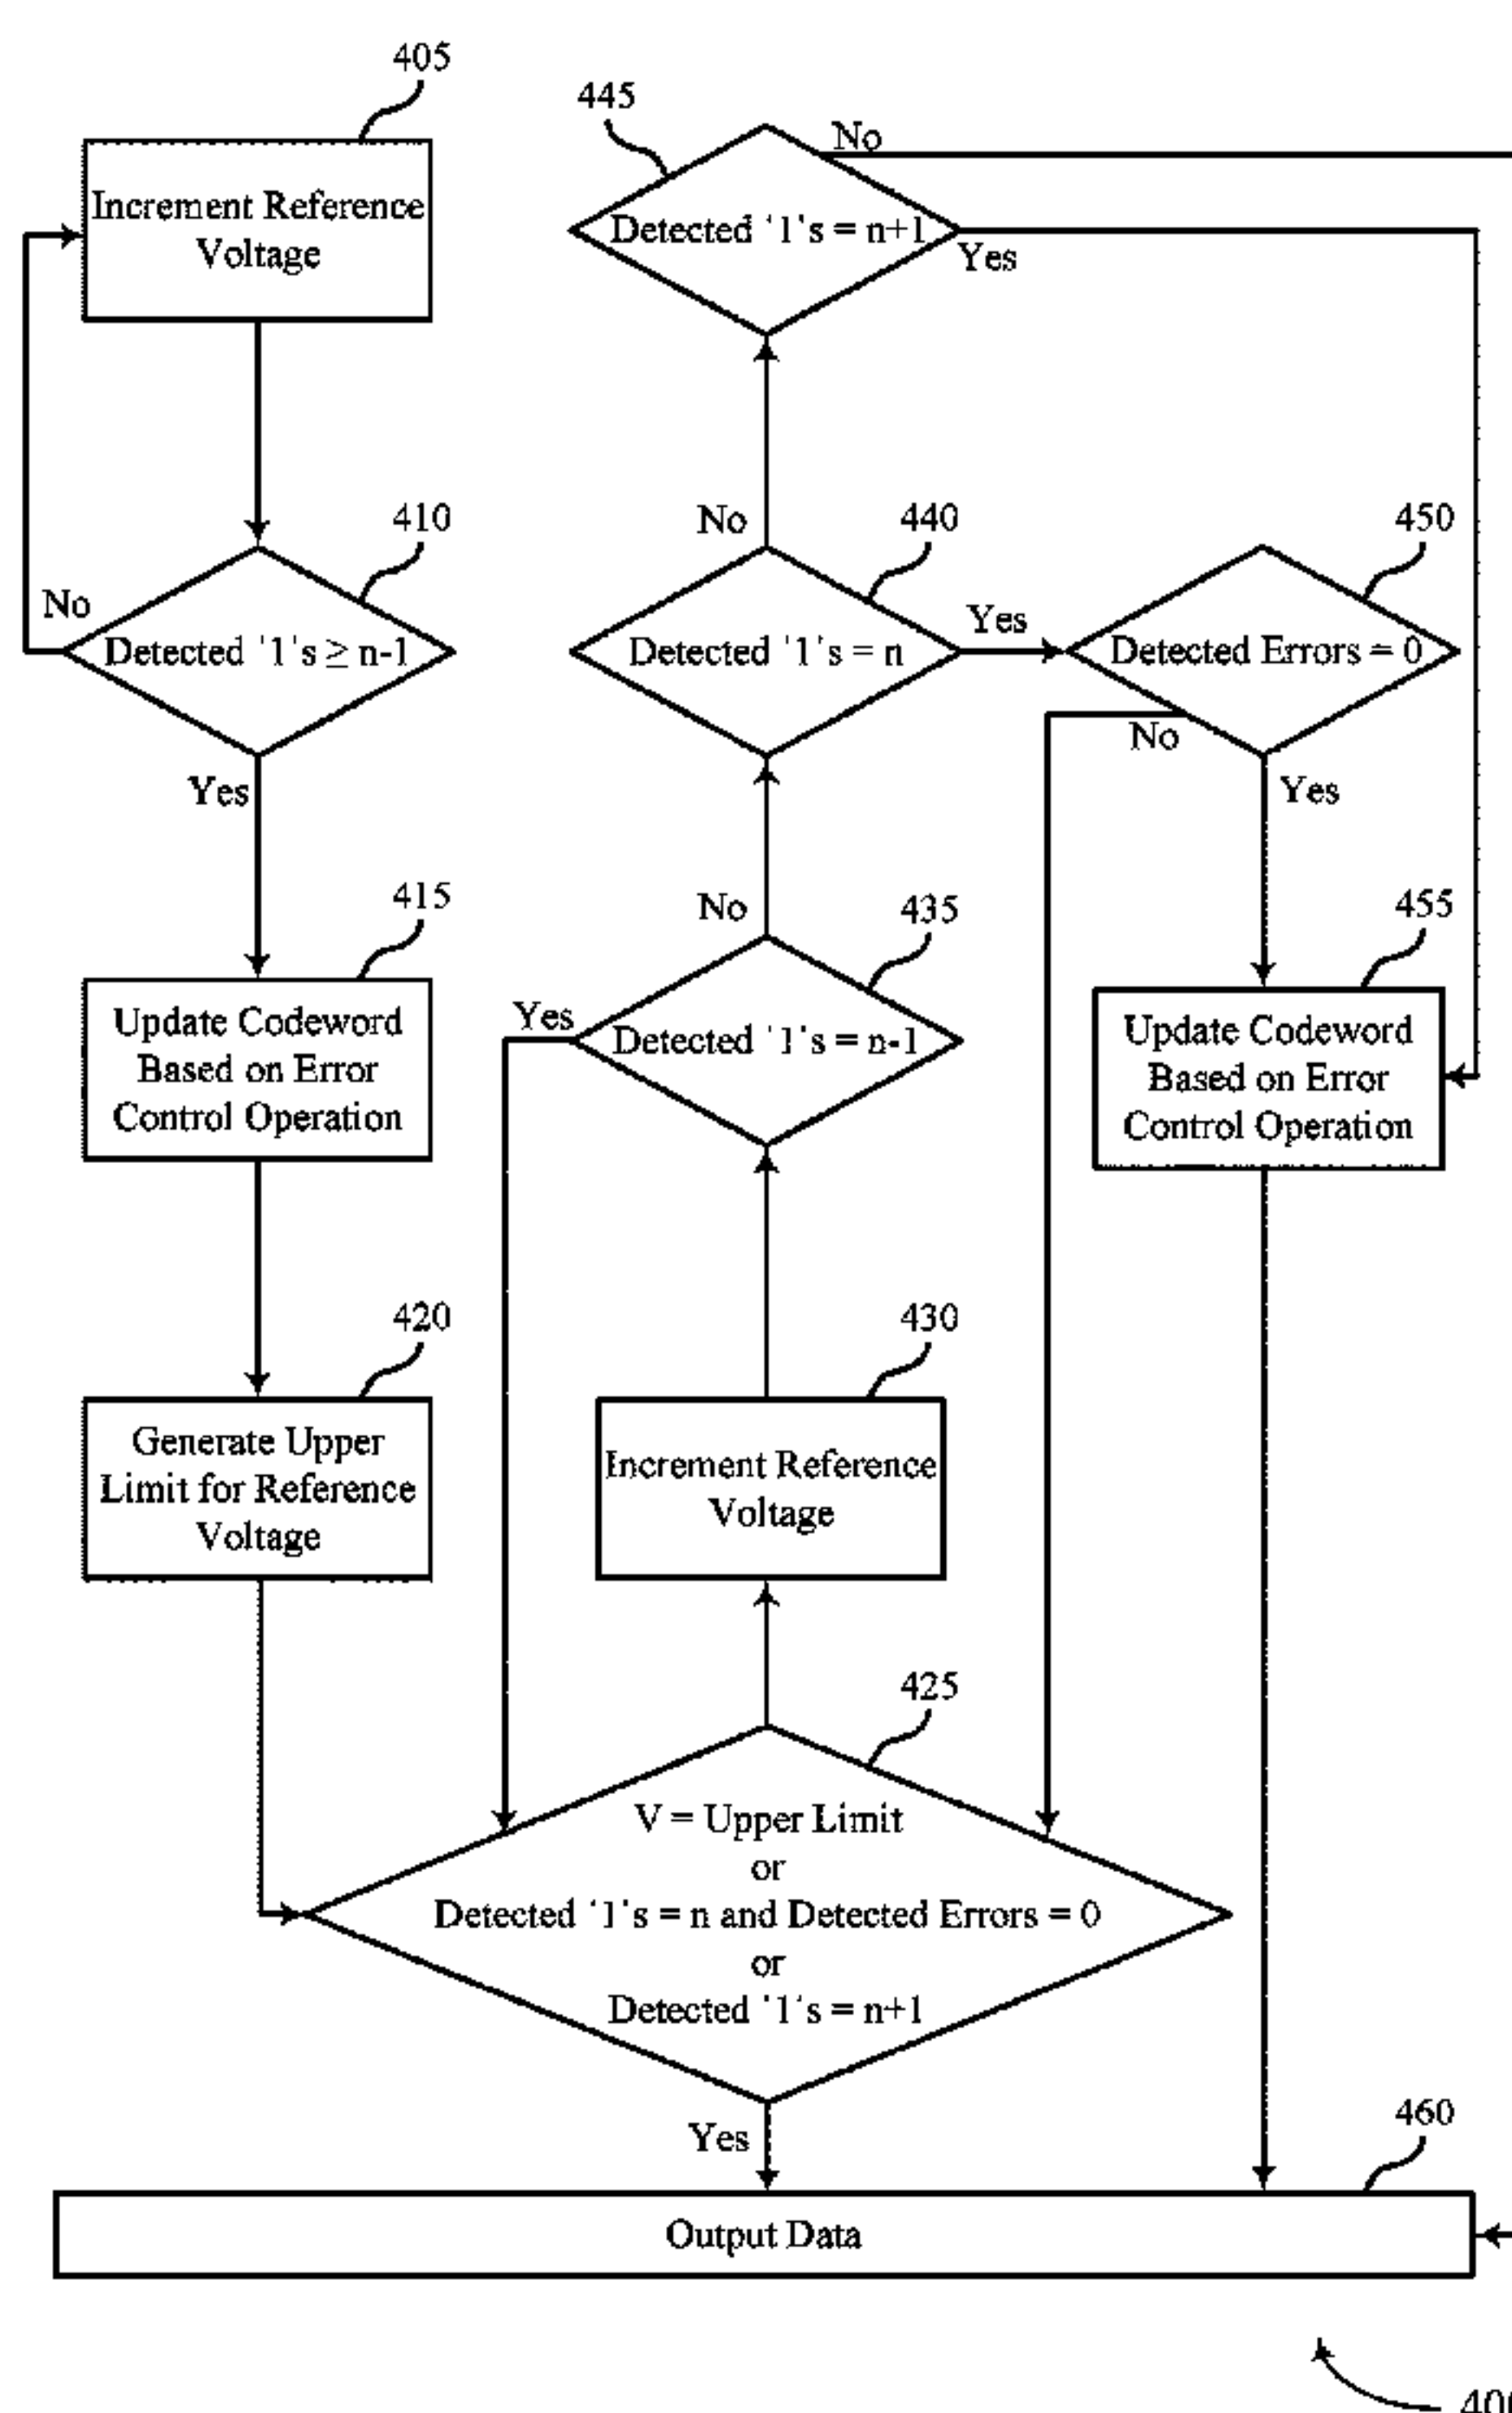 405
Increment Reference
Voltage
No
410
Detected '1's ≥ n-1
Yes
415
Update Codeword
Based on Error
Control Operation
420
Generate Upper
Limit for Reference
Voltage
445
No
Detected '1's = n+1
Yes
No
440
Detected '1's = n
Yes
450
Detected Errors = 0
No
Yes
No
435
Yes
Detected '1's = n-1
455
Update Codeword
Based on Error
Control Operation
430
Increment Reference
Voltage
425
V = Upper Limit
or
Detected '1's = n and Detected Errors = 0
or
Detected '1's = n+1
Yes
460
Output Data